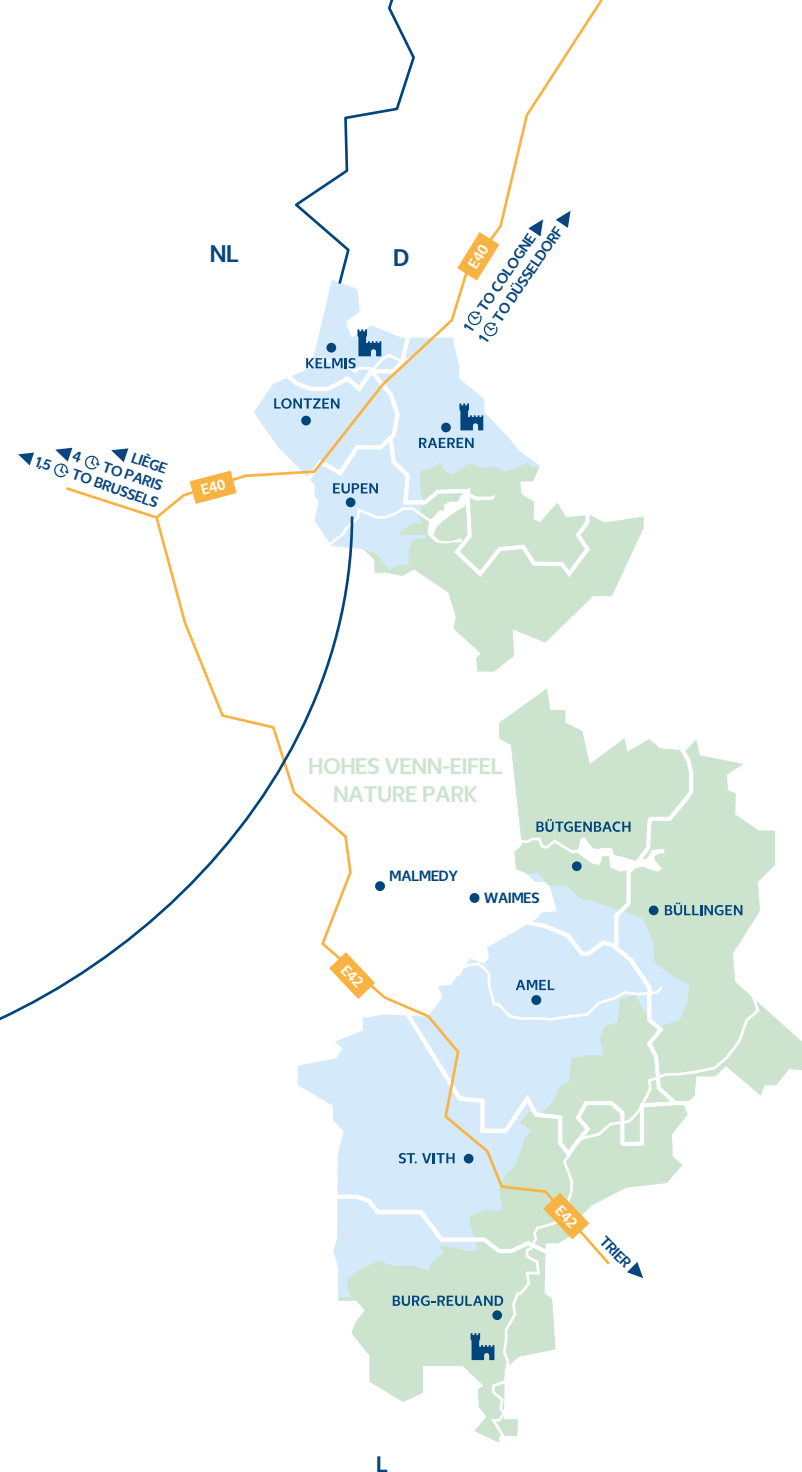 NL
D
E40
1 TO COLOGNE
1 TO DÜSSELDORF
KELMIS
LONTZEN
RAEREN
LIÈGE
4 TO PARIS
1,5 TO BRUSSELS
E40
EUPEN
HOHES VENN-EIFEL
NATURE PARK
BÜTGENBACH
MALMEDY
WAIMES
BÜLLINGEN
E42
AMEL
ST. VITH
E42
TRIER
BURG-REULAND
L